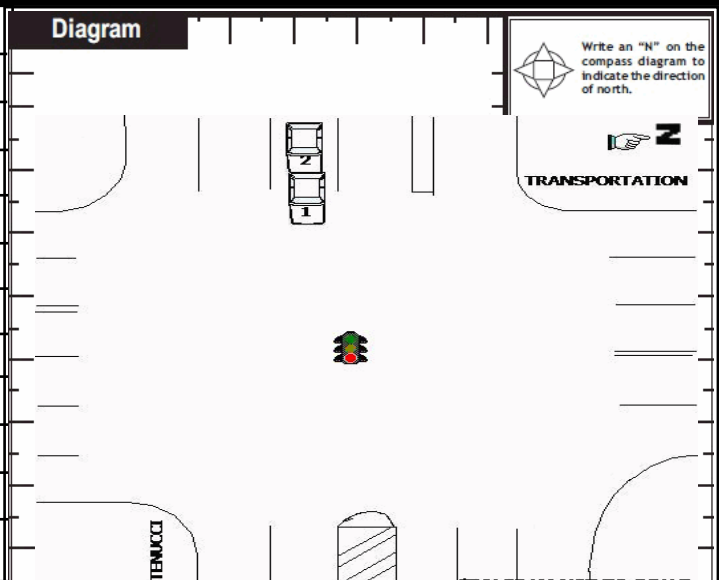 Diagram
Write an “N” on the
compass diagram to
indicate the direction
of north.
N
TRANSPORTATION
2
1
TENUCCI